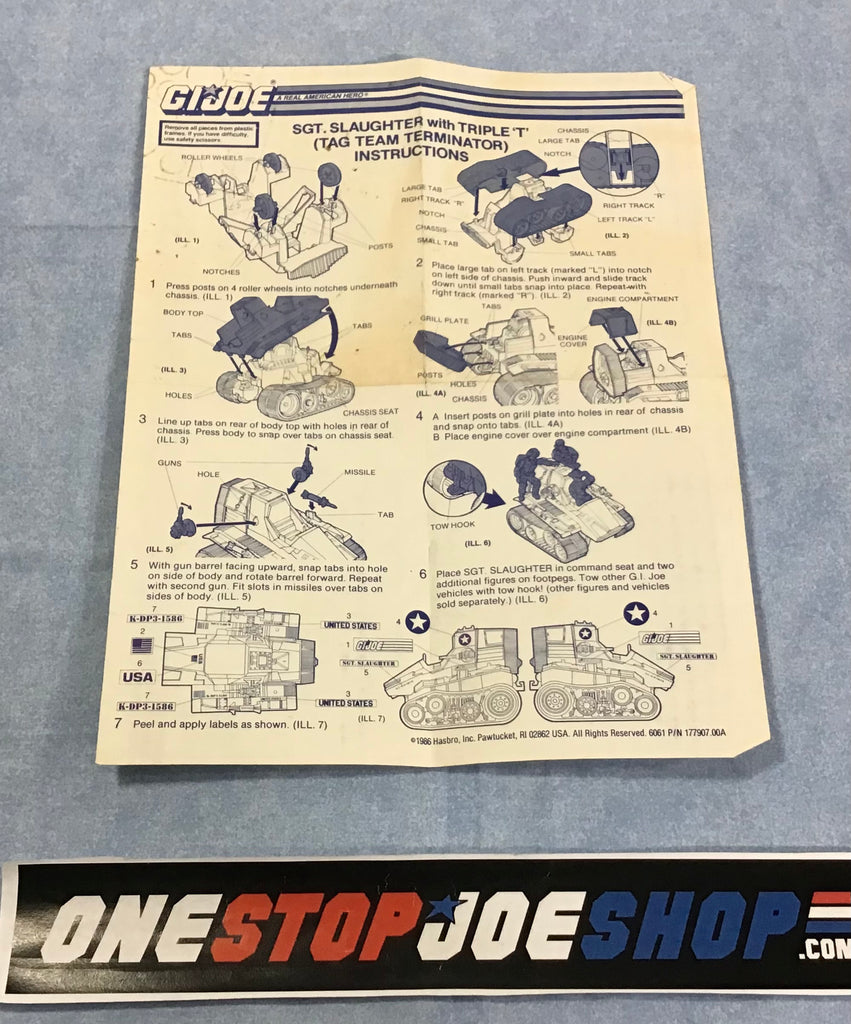 GIJOE®
A REAL AMERICAN HERO®
Remove all pieces from plastic
frames. If you have difficulty,
use safety scissors.
SGT. SLAUGHTER with TRIPLE 'T'
(TAG TEAM TERMINATOR)
INSTRUCTIONS
ROLLER WHEELS
(ILL. 1)
POSTS
NOTCHES
1 Press posts on 4 roller wheels into notches underneath
chassis. (ILL. 1)
CHASSIS
LARGE TAB
NOTCH
LARGE TAB
RIGHT TRACK "R"
NOTCH
CHASSIS
SMALL TAB
"R"
RIGHT TRACK
LEFT TRACK "L"
(ILL. 2)
SMALL TABS
2 Place large tab on left track (marked "L") into notch
on left side of chassis. Push inward and slide track
down until small tabs snap into place. Repeat with
right track (marked "R"). (ILL. 2)
BODY TOP
TABS
TABS
(ILL. 3)
HOLES
CHASSIS SEAT
3 Line up tabs on rear of body top with holes in rear of
chassis. Press body to snap over tabs on chassis seat.
(ILL. 3)
TABS
GRILL PLATE
POSTS
HOLES
(ILL. 4A)
CHASSIS
ENGINE COMPARTMENT
(ILL. 4B)
ENGINE
COVER
4 A Insert posts on grill plate into holes in rear of chassis
and snap onto tabs. (ILL. 4A)
B Place engine cover over engine compartment (ILL. 4B)
GUNS
HOLE
MISSILE
TAB
(ILL. 5)
5 With gun barrel facing upward, snap tabs into hole
on side of body and rotate barrel forward. Repeat
with second gun. Fit slots in missiles over tabs on
sides of body. (ILL. 5)
TOW HOOK
(ILL. 6)
6 Place SGT. SLAUGHTER in command seat and two
additional figures on footpegs. Tow other G.I. Joe
vehicles with tow hook! (other figures and vehicles
sold separately.) (ILL. 6)
7
K-DP3-1586
2
6
USA
7
K-DP3-1586
3
UNITED STATES
1 GIJOE
SGT. SLAUGHTER
5
3
UNITED STATES
(ILL. 7)
4
4
1 GIJOE
SGT. SLAUGHTER
5
7 Peel and apply labels as shown. (ILL. 7)
©1986 Hasbro, Inc. Pawtucket, RI 02862 USA. All Rights Reserved. 6061 P/N 177907.00A
ONESTOPJOESHOP
.COM